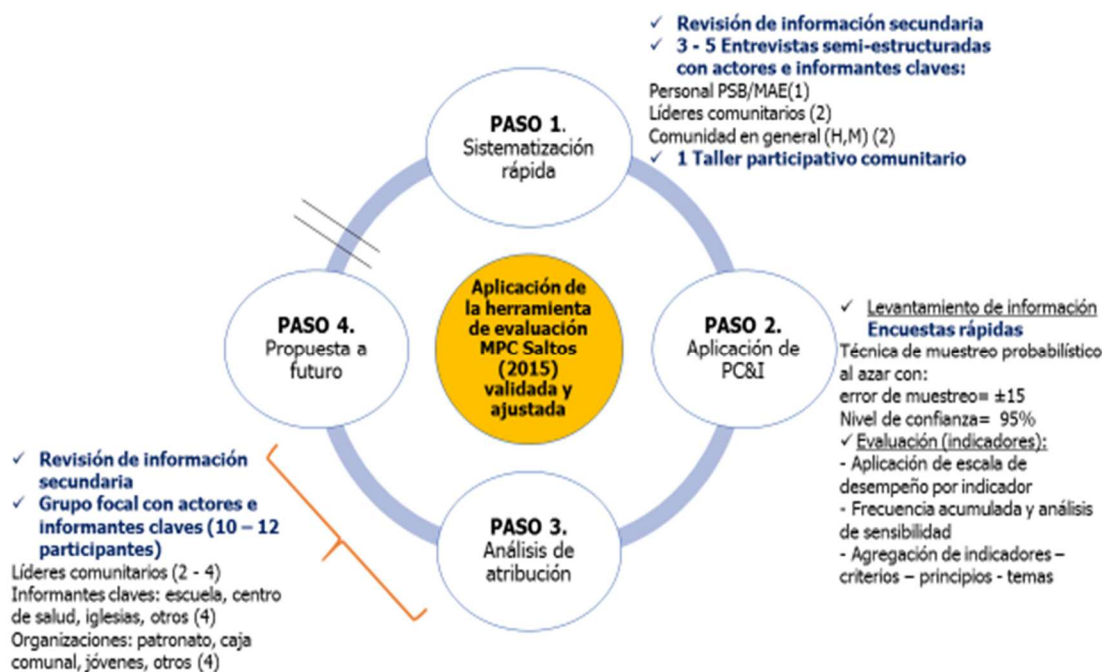 ✓ Revisión de información secundaria
✓ 3 - 5 Entrevistas semi-estructuradas
con actores e informantes claves:
Personal PSB/MAE(1)
Líderes comunitarios (2)
Comunidad en general (H,M) (2)
✓ 1 Taller participativo comunitario
PASO 1.
Sistematización
rápida
Aplicación de
la herramienta
de evaluación
MPC Saltos
(2015)
validada y
ajustada
PASO 2.
Aplicación de
PC&I
✓ Levantamiento de información
Encuestas rápidas
Técnica de muestreo probabilístico
al azar con:
error de muestreo= ±15
Nivel de confianza= 95%
✓ Evaluación (indicadores):
- Aplicación de escala de
desempeño por indicador
- Frecuencia acumulada y análisis
de sensibilidad
- Agregación de indicadores –
criterios – principios - temas
PASO 3.
Análisis de
atribución
PASO 4.
Propuesta a
futuro
✓ Revisión de información
secundaria
✓ Grupo focal con actores e
informantes claves (10 – 12
participantes)
Líderes comunitarios (2 - 4)
Informantes claves: escuela, centro
de salud, iglesias, otros (4)
Organizaciones: patronato, caja
comunal, jóvenes, otros (4)